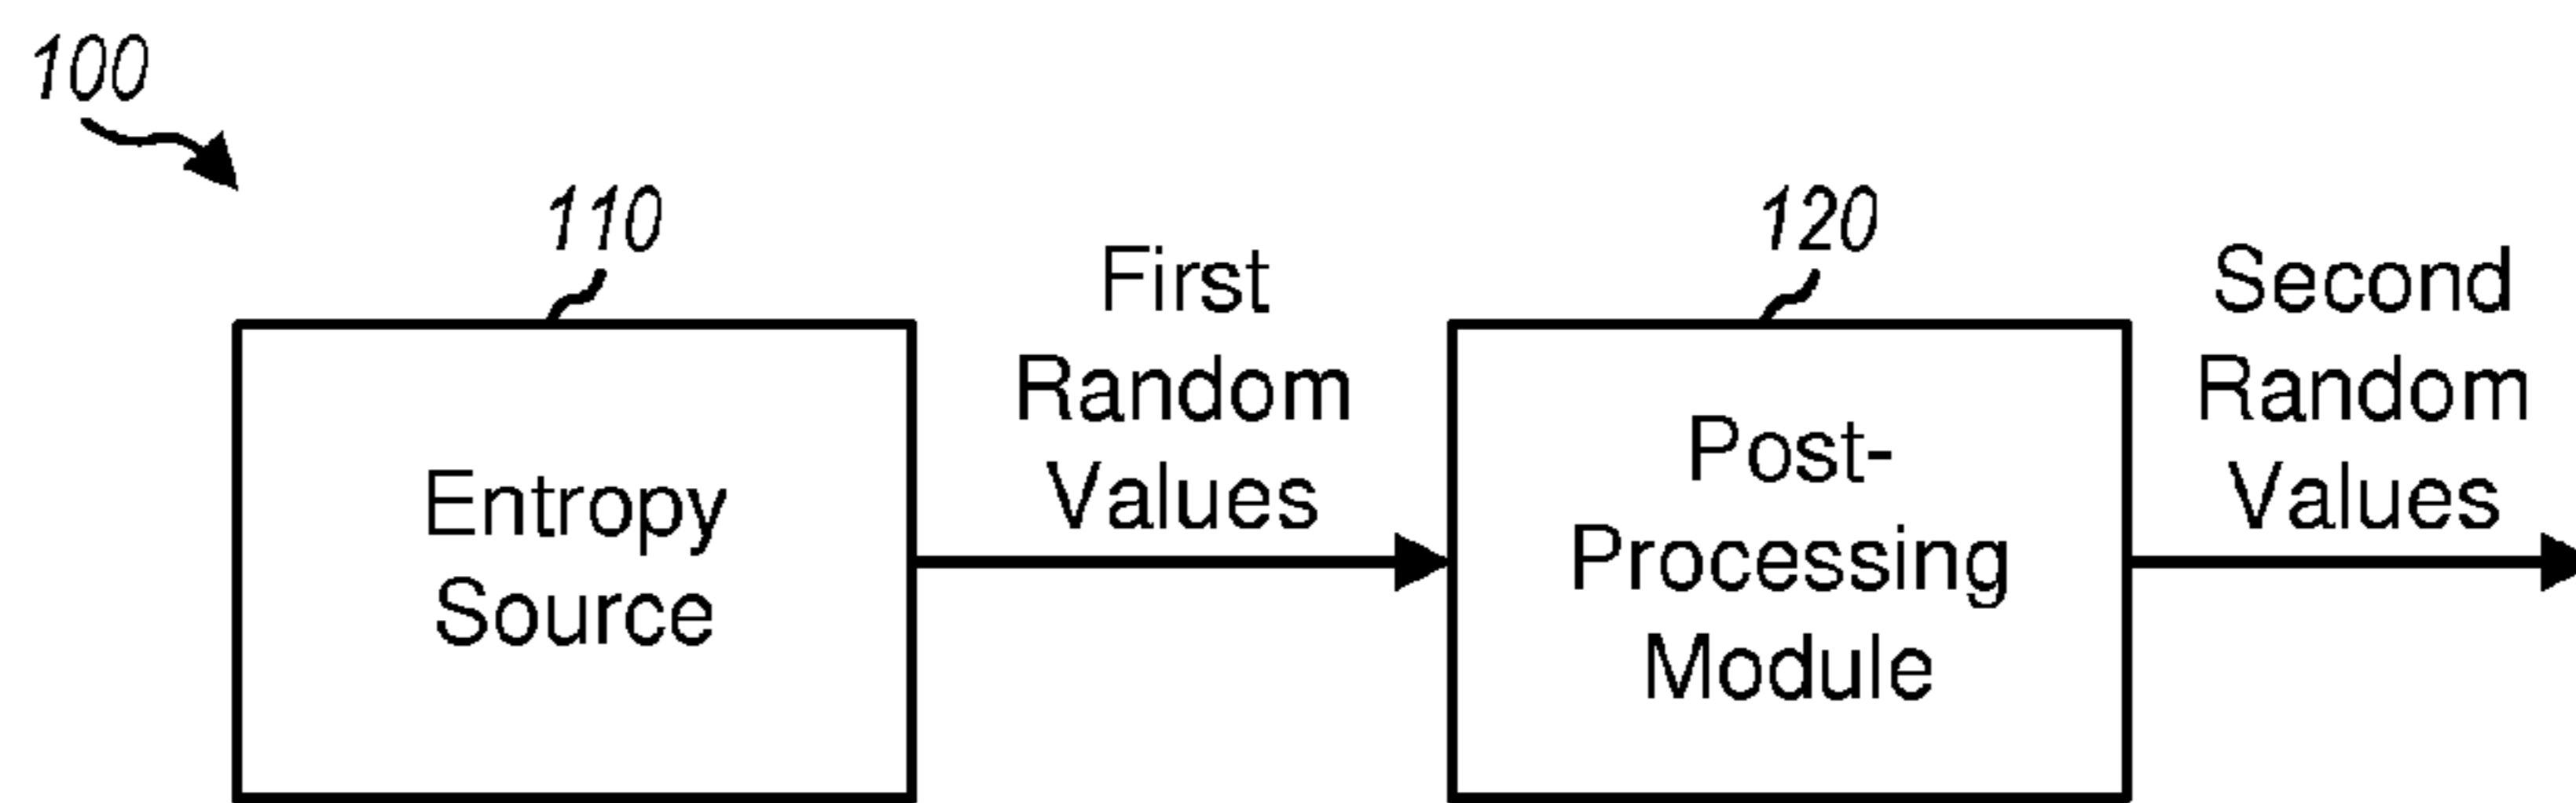 100
110
Entropy
Source
First
Random
Values
120
Post-
Processing
Module
Second
Random
Values